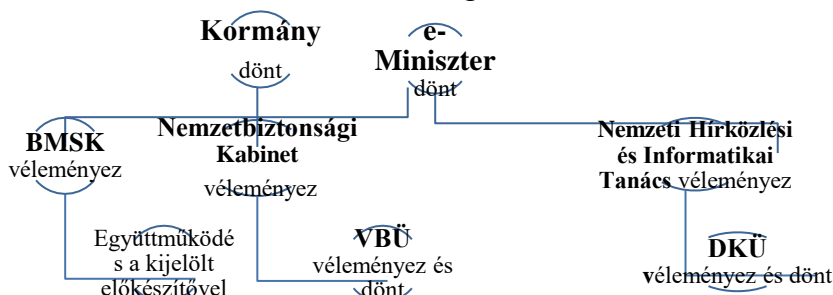 Kormány
dönt
e-
Miniszter
dönt
BMSK
véleményez
Nemzetbiztonsági
Kabinet
véleményez
Nemzeti Hírközlési
és Informatikai
Tanács véleményez
Együttműködé
s a kijelölt
előkészítővel
VBÜ
véleményez és
dönt
DKÜ
véleményez és dönt